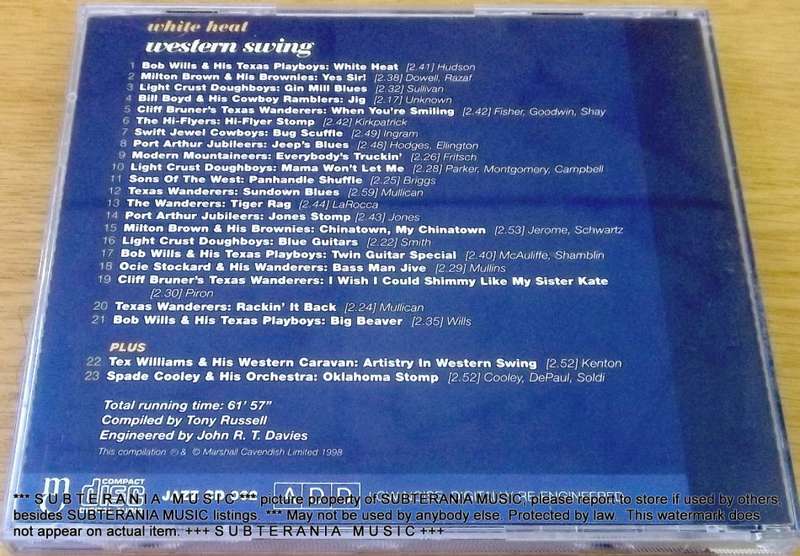 white heat
western swing
1 Bob Wills & His Texas Playboys: White Heat [2.41] Hudson
2 Milton Brown & His Brownies: Yes Sir! [2.38] Dowell, Razaf
3 Light Crust Doughboys: Gin Mill Blues [2.32] Sullivan
4 Bill Boyd & His Cowboy Ramblers: Jig [2.17] Unknown
5 Cliff Bruner's Texas Wanderers: When You're Smiling [2.42] Fisher, Goodwin, Shay
6 The Hi-Flyers: Hi-Flyer Stomp [2.42] Kirkpatrick
7 Swift Jewel Cowboys: Bug Scuffle [2.49] Ingram
8 Port Arthur Jubileers: Jeep's Blues [2.48] Hodges, Ellington
9 Modern Mountaineers: Everybody's Truckin' [2.26] Fritsch
10 Light Crust Doughboys: Mama Won't Let Me [2.28] Parker, Montgomery, Campbell
11 Sons Of The West: Panhandle Shuffle [2.25] Briggs
12 Texas Wanderers: Sundown Blues [2.59] Mullican
13 The Wanderers: Tiger Rag [2.44] LaRocca
14 Port Arthur Jubileers: Jones Stomp [2.43] Jones
15 Milton Brown & His Brownies: Chinatown, My Chinatown [2.53] Jerome, Schwartz
16 Light Crust Doughboys: Blue Guitars [2.22] Smith
17 Bob Wills & His Texas Playboys: Twin Guitar Special [2.40] McAuliffe, Shamblin
18 Ocie Stockard & His Wanderers: Bass Man Jive [2.29] Mullins
19 Cliff Bruner's Texas Wanderers: I Wish I Could Shimmy Like My Sister Kate
[2.30] Piron
20 Texas Wanderers: Rackin' It Back [2.24] Mullican
21 Bob Wills & His Texas Playboys: Big Beaver [2.35] Wills
PLUS
22 Tex Williams & His Western Caravan: Artistry In Western Swing [2.52] Kenton
23 Spade Cooley & His Orchestra: Oklahoma Stomp [2.52] Cooley, DePaul, Soldi
Total running time: 61' 57"
Compiled by Tony Russell
Engineered by John R. T. Davies
This compilation ℗ & © Marshall Cavendish Limited 1998
m COMPACT disc JAZZ CD ADD
*** S U B T E R A N I A M U S I C *** picture property of SUBTERANIA MUSIC, please report to store if used by others,
besides SUBTERANIA MUSIC listings. *** May not be used by anybody else. Protected by law. This watermark does
not appear on actual item. +++ S U B T E R A N I A M U S I C +++